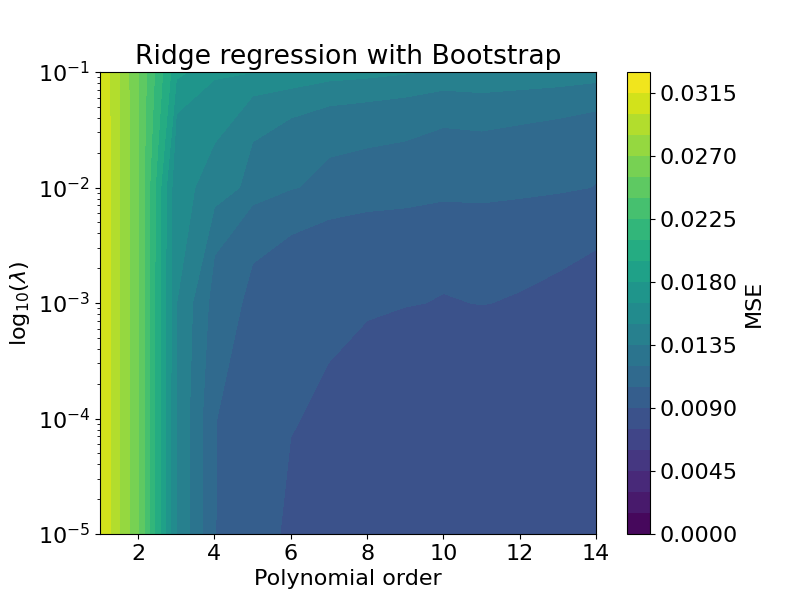 Ridge regression with Bootstrap
10⁻¹
10⁻²
10⁻³
10⁻⁴
10⁻⁵
log₁₀(λ)
2 4 6 8 10 12 14
Polynomial order
0.0315
0.0270
0.0225
0.0180
0.0135
0.0090
0.0045
0.0000
MSE